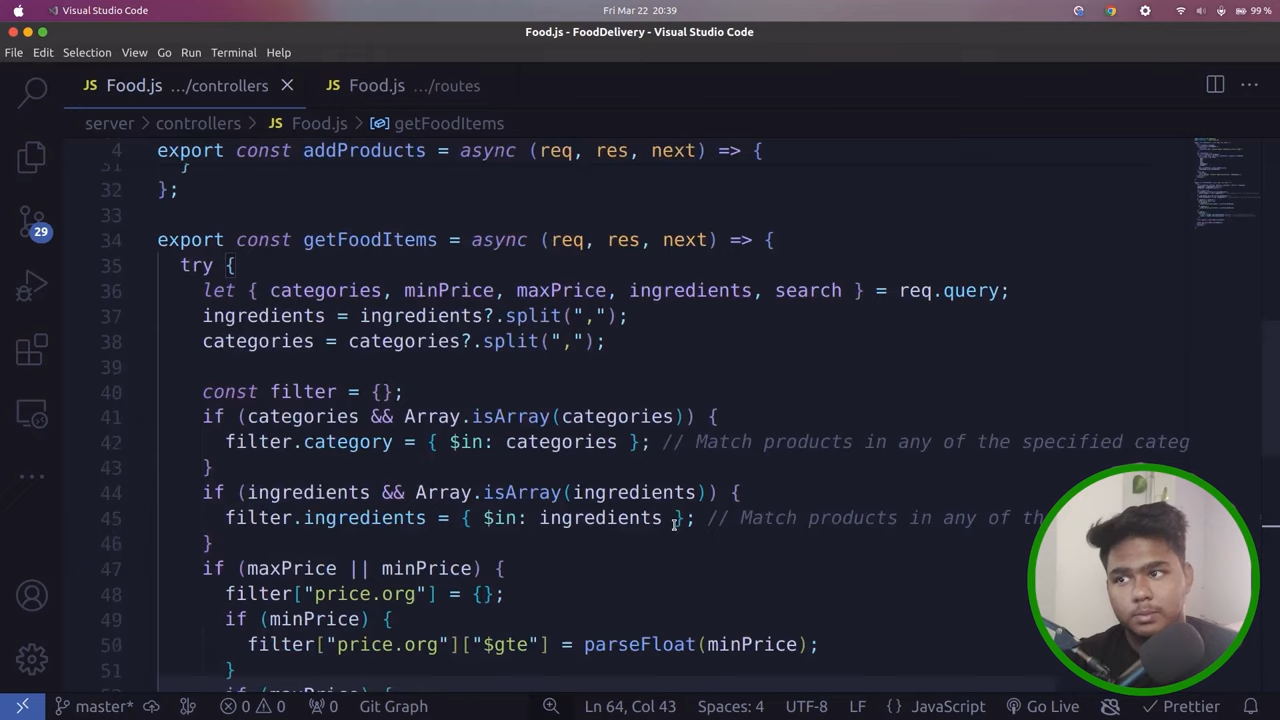 Visual Studio Code
Fri Mar 22 20:39
99 %
Food.js - FoodDelivery - Visual Studio Code
File Edit Selection View Go Run Terminal Help
JS Food.js .../controllers
JS Food.js .../routes
server > controllers > JS Food.js > getFoodItems
4 export const addProducts = async (req, res, next) => {
31 }
32 };
33
34 export const getFoodItems = async (req, res, next) => {
35 try {
36 let { categories, minPrice, maxPrice, ingredients, search } = req.query;
37 ingredients = ingredients?.split(",");
38 categories = categories?.split(",");
39
40 const filter = {};
41 if (categories && Array.isArray(categories)) {
42 filter.category = { $in: categories }; // Match products in any of the specified categ
43 }
44 if (ingredients && Array.isArray(ingredients)) {
45 filter.ingredients = { $in: ingredients }; // Match products in any of
46 }
47 if (maxPrice || minPrice) {
48 filter["price.org"] = {};
49 if (minPrice) {
50 filter["price.org"]["$gte"] = parseFloat(minPrice);
51 }
29
master* 0 0 0 Git Graph Ln 64, Col 43 Spaces: 4 UTF-8 LF {} JavaScript Go Live Prettier